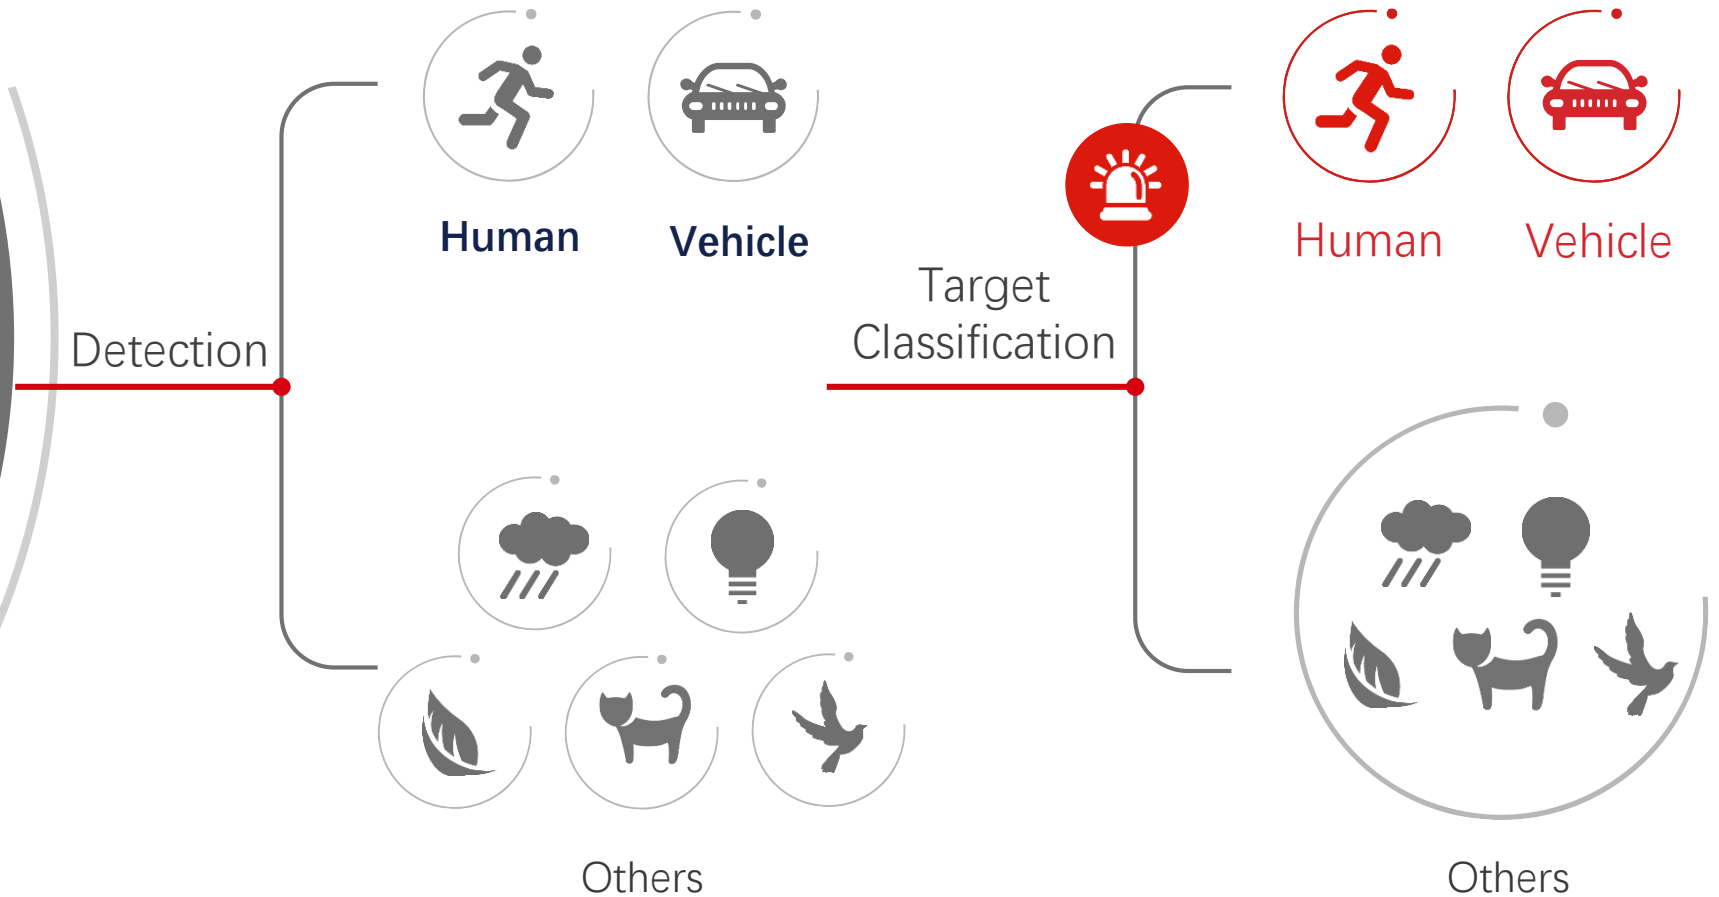 Detection
Human
Vehicle
Others
Target
Classification
Human
Vehicle
Others